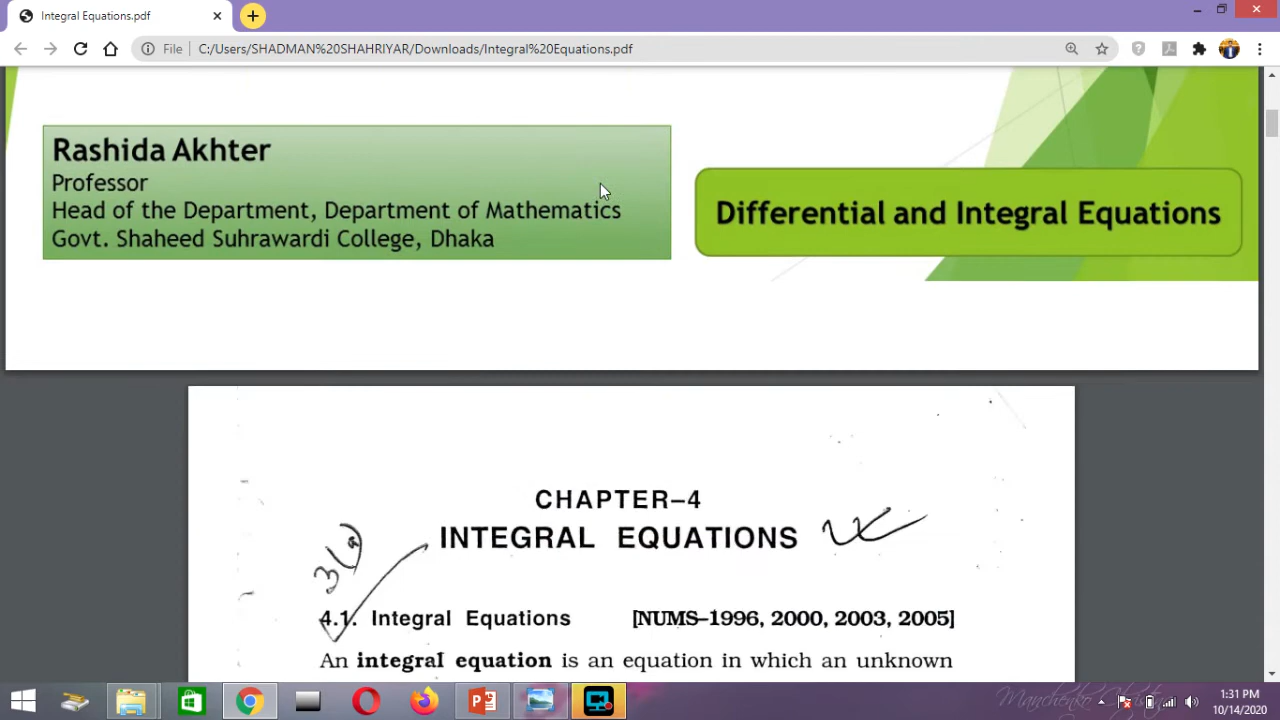 Integral Equations.pdf
File C:/Users/SHADMAN%20SHAHRIYAR/Downloads/Integral%20Equations.pdf
Rashida Akhter
Professor
Head of the Department, Department of Mathematics
Govt. Shaheed Suhrawardi College, Dhaka
Differential and Integral Equations
CHAPTER–4
INTEGRAL EQUATIONS
3(a)
4.1. Integral Equations [NUMS–1996, 2000, 2003, 2005]
An integral equation is an equation in which an unknown
1:31 PM
10/14/2020